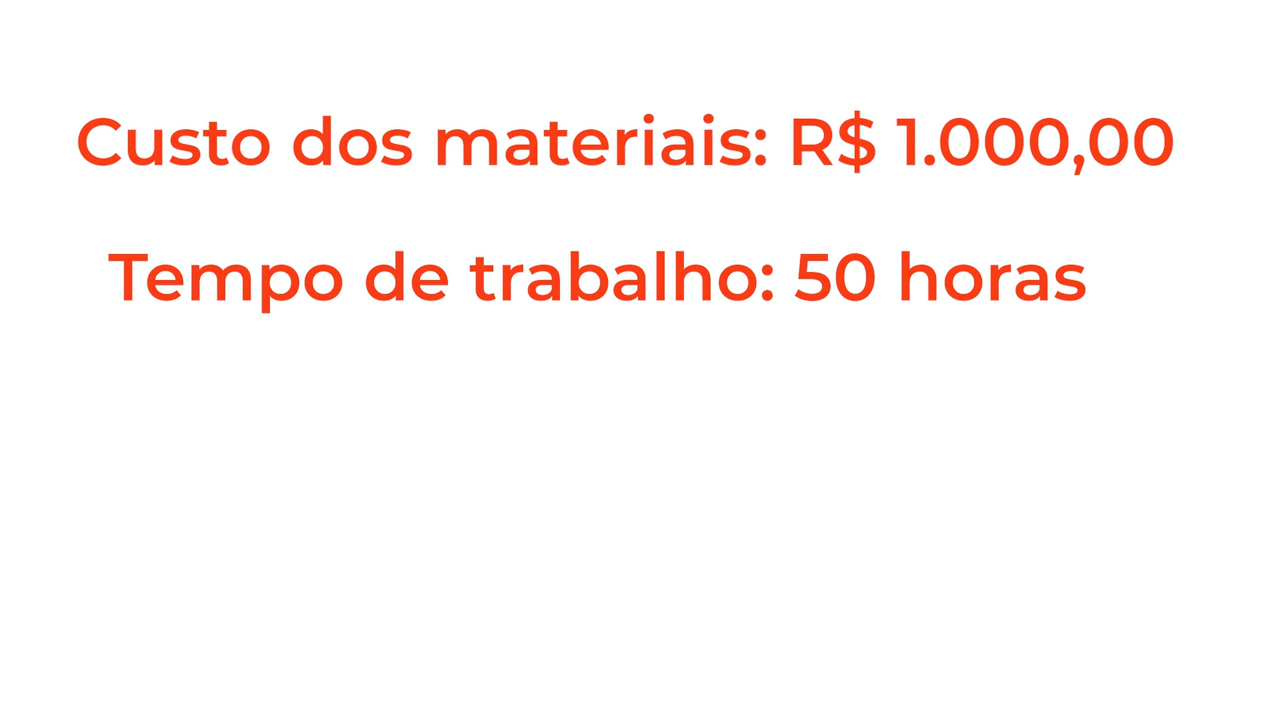 Custo dos materiais: R$ 1.000,00
Tempo de trabalho: 50 horas